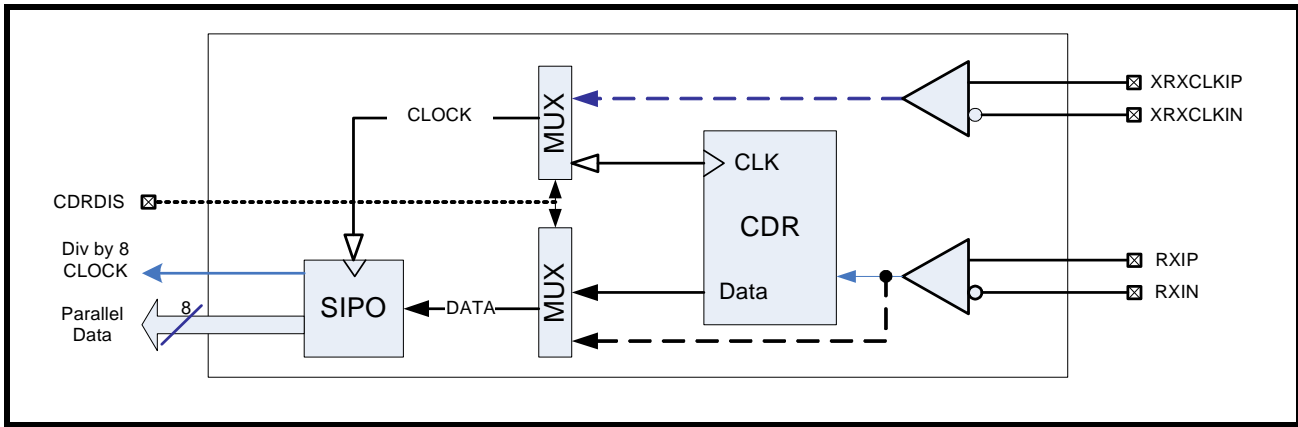 XRXCLKIP
XRXCLKIN
CLOCK
MUX
CLK
CDR
Data
CDRDIS
Div by 8
CLOCK
SIPO
DATA
MUX
RXIP
RXIN
8
Parallel
Data